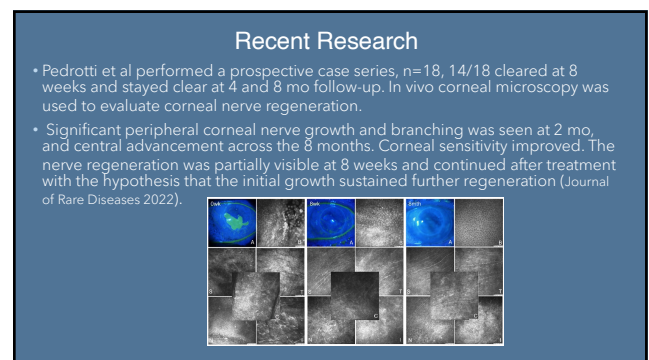 Recent Research
• Pedrotti et al performed a prospective case series, n=18, 14/18 cleared at 8
weeks and stayed clear at 4 and 8 mo follow-up. In vivo corneal microscopy was
used to evaluate corneal nerve regeneration.
• Significant peripheral corneal nerve growth and branching was seen at 2 mo,
and central advancement across the 8 months. Corneal sensitivity improved. The
nerve regeneration was partially visible at 8 weeks and continued after treatment
with the hypothesis that the initial growth sustained further regeneration (Journal
of Rare Diseases 2022).
0wk A B 8wk A B 8mth A B
S T S T S T
C C
N I N I N I